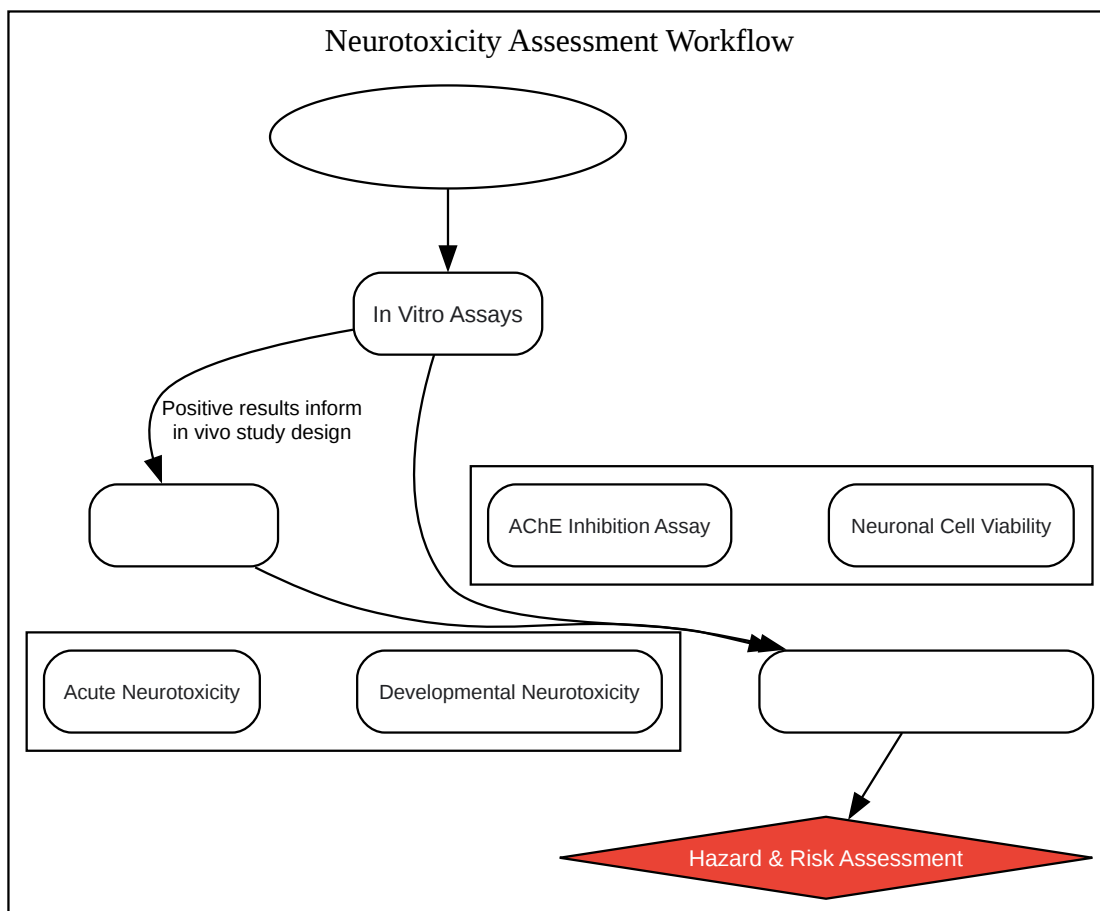 Neurotoxicity Assessment Workflow
In Vitro Assays
Positive results inform
in vivo study design
AChE Inhibition Assay
Neuronal Cell Viability
Acute Neurotoxicity
Developmental Neurotoxicity
Hazard & Risk Assessment